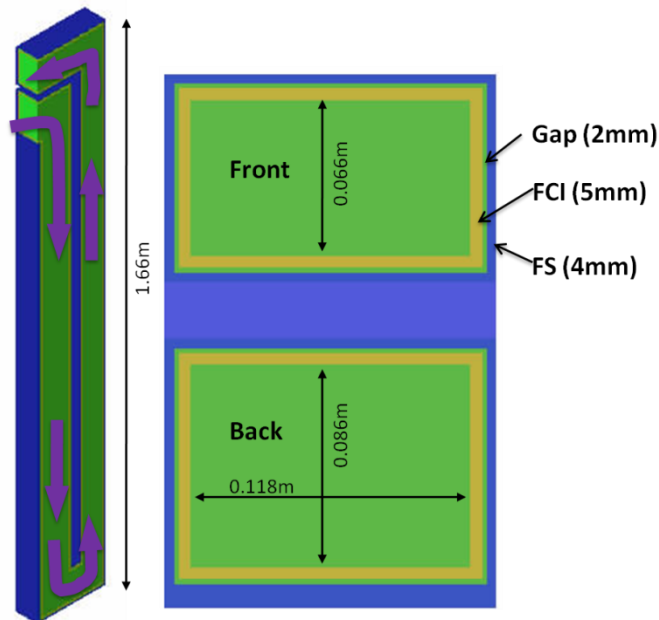 1.66m
Front
0.066m
Gap (2mm)
FCI (5mm)
FS (4mm)
Back
0.086m
0.118m